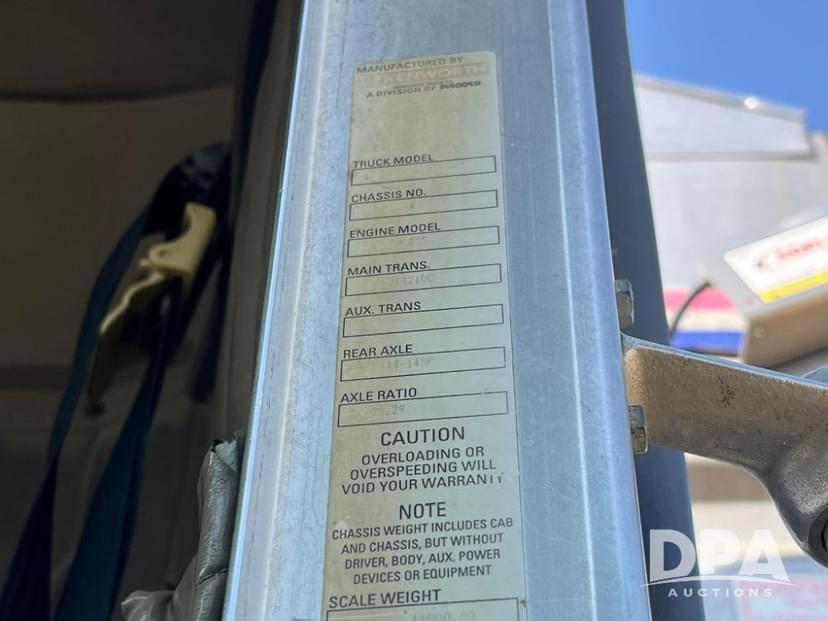 MANUFACTURED BY
KENWORTH
A DIVISION OF PACCAR
TRUCK MODEL
CHASSIS NO.
ENGINE MODEL
MAIN TRANS.
AUX. TRANS
REAR AXLE
AXLE RATIO
.29
CAUTION
OVERLOADING OR
OVERSPEEDING WILL
VOID YOUR WARRANTY
NOTE
CHASSIS WEIGHT INCLUDES CAB
AND CHASSIS, BUT WITHOUT
DRIVER, BODY, AUX. POWER
DEVICES OR EQUIPMENT
SCALE WEIGHT
DPA
AUCTIONS